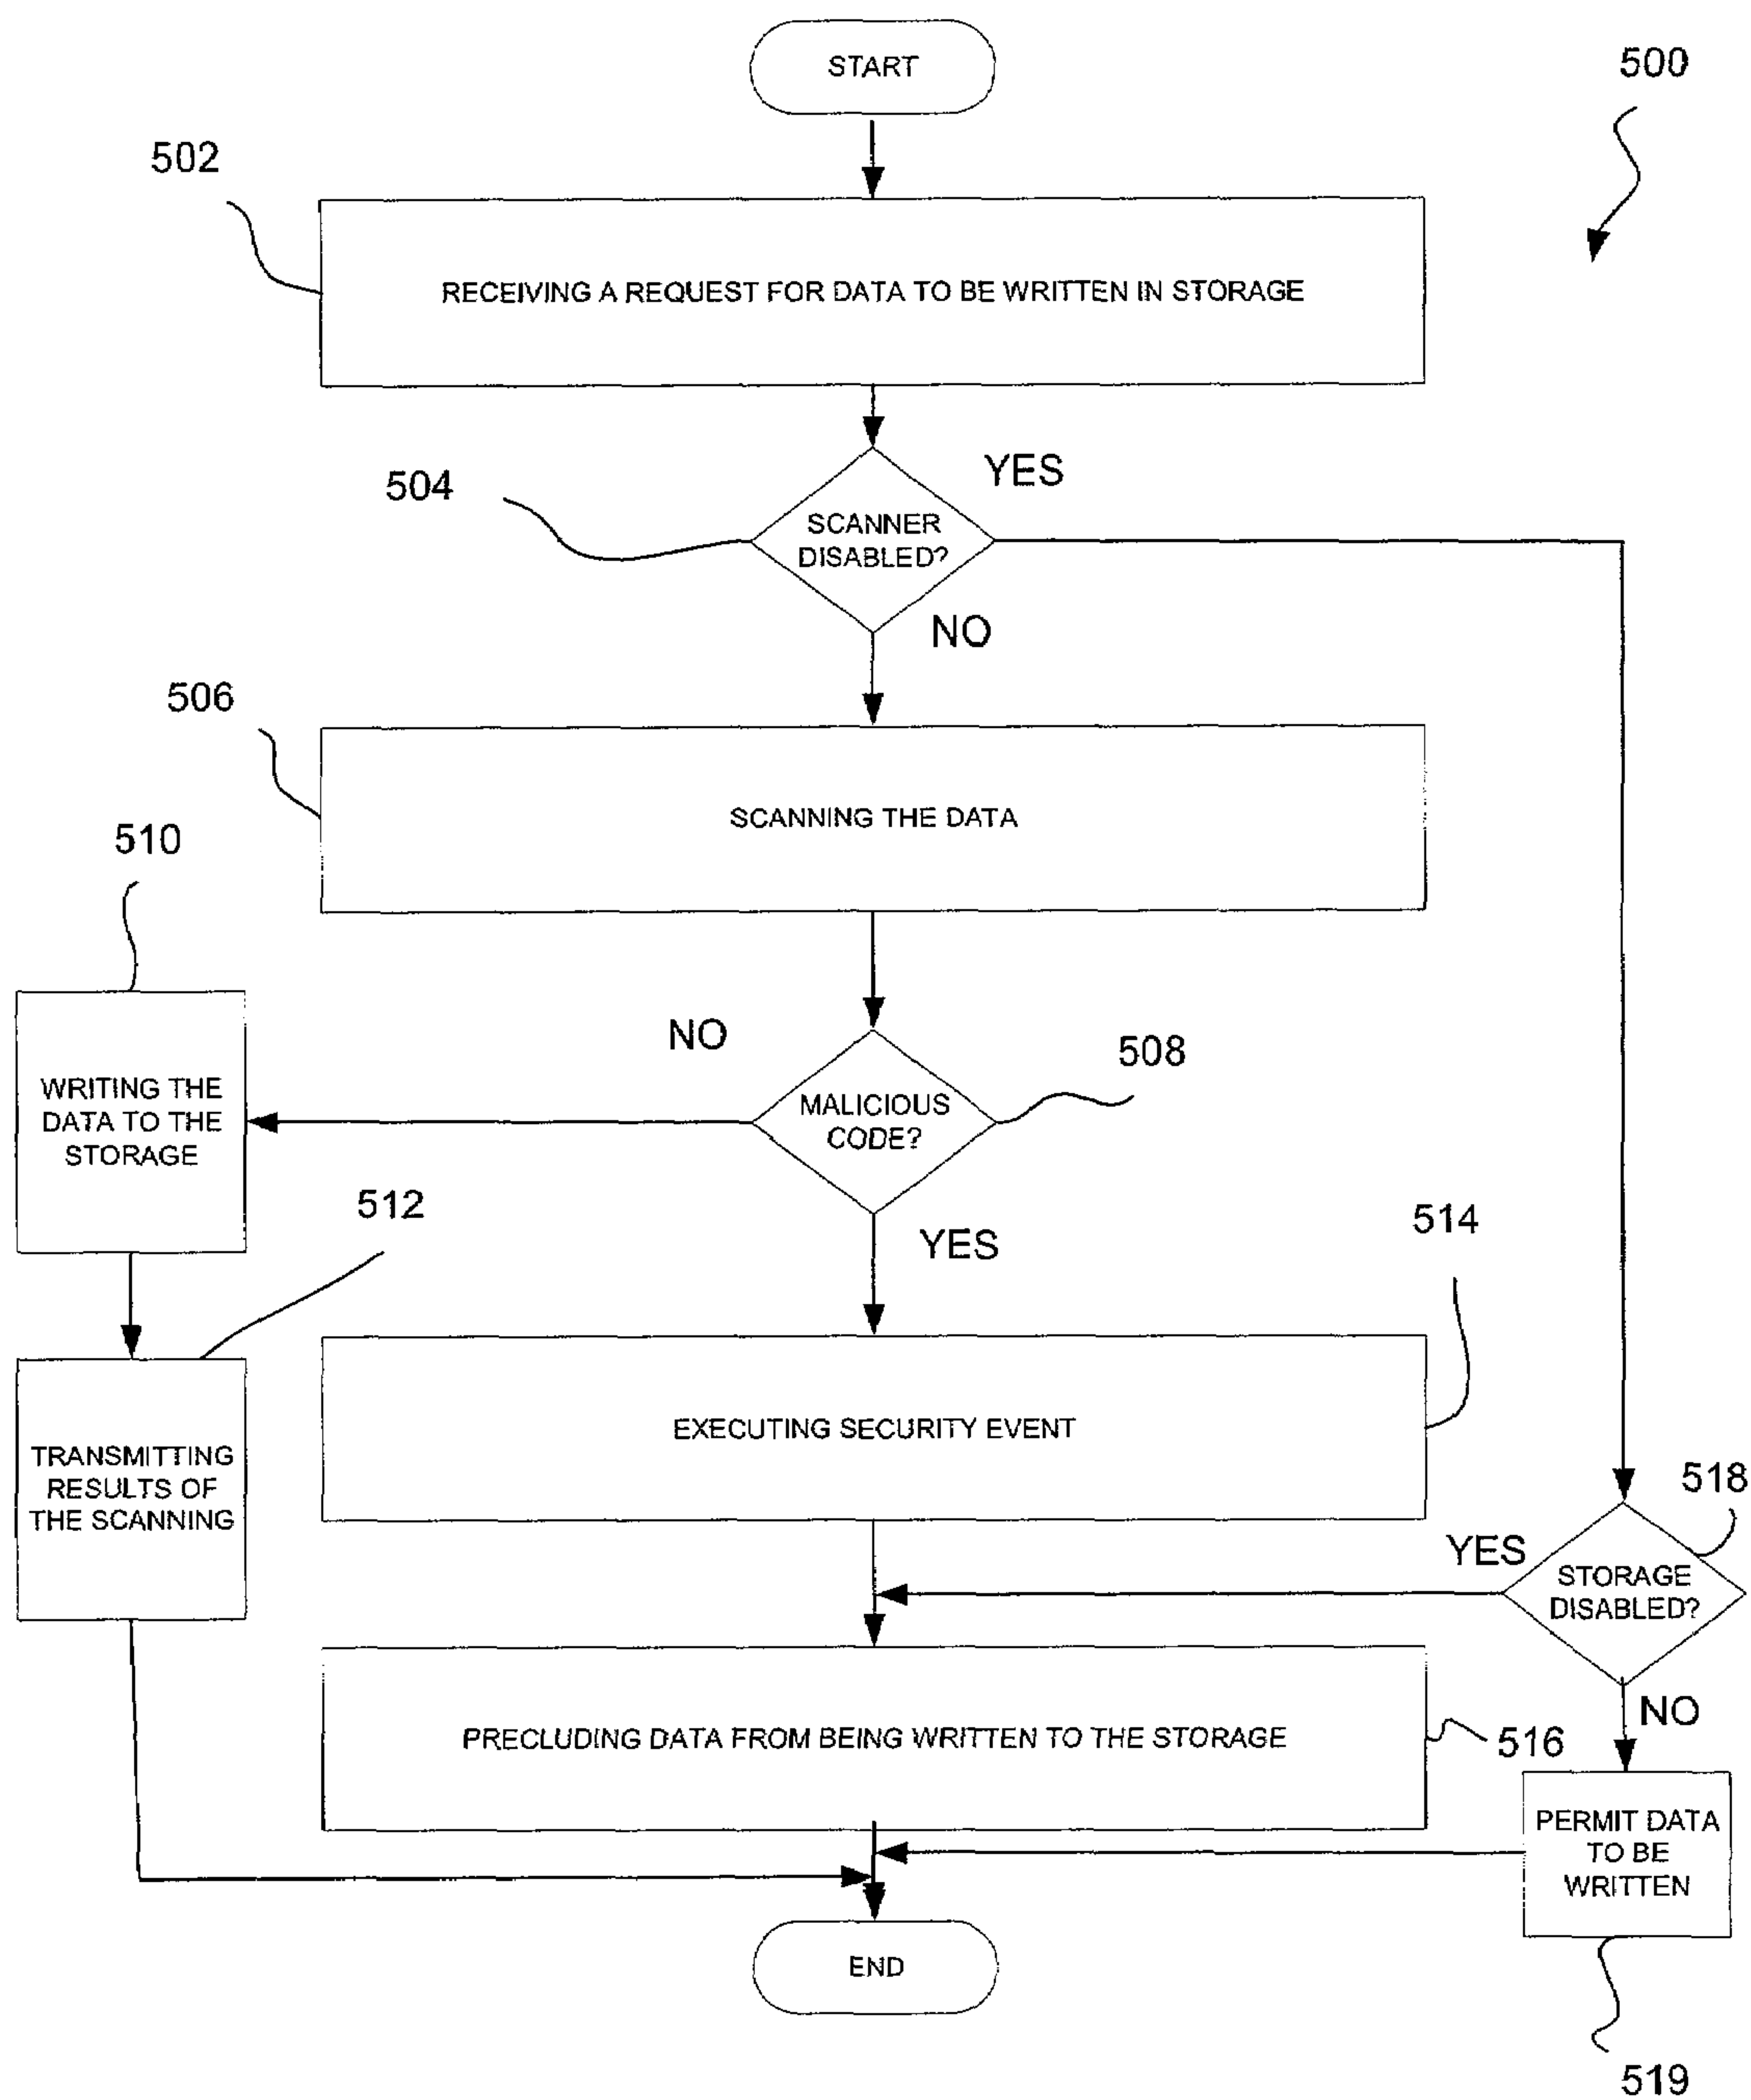 START
500
502
RECEIVING A REQUEST FOR DATA TO BE WRITTEN IN STORAGE
YES
504
SCANNER
DISABLED?
NO
506
SCANNING THE DATA
510
NO
508
WRITING THE
DATA TO THE
STORAGE
MALICIOUS
CODE?
512
YES
514
EXECUTING SECURITY EVENT
TRANSMITTING
RESULTS OF
THE SCANNING
518
YES
STORAGE
DISABLED?
NO
PRECLUDING DATA FROM BEING WRITTEN TO THE STORAGE
516
PERMIT DATA
TO BE
WRITTEN
END
519